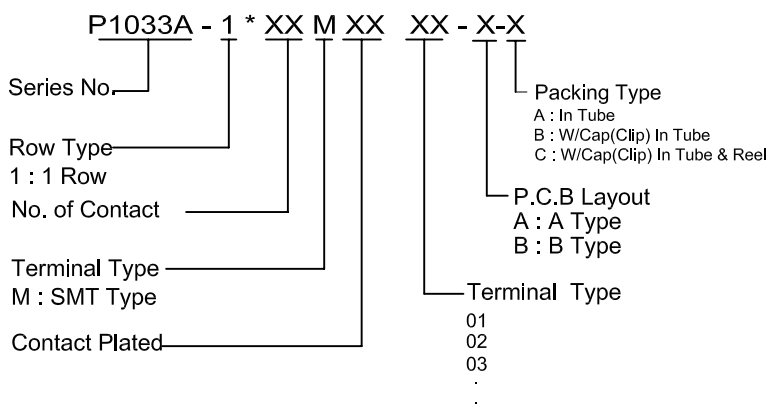 P1033A - 1 * XX M XX XX - X-X
Series No.
Row Type
1 : 1 Row
No. of Contact
Terminal Type
M : SMT Type
Contact Plated
Packing Type
A : In Tube
B : W/Cap(Clip) In Tube
C : W/Cap(Clip) In Tube & Reel
P.C.B Layout
A : A Type
B : B Type
Terminal Type
01
02
03
.
.